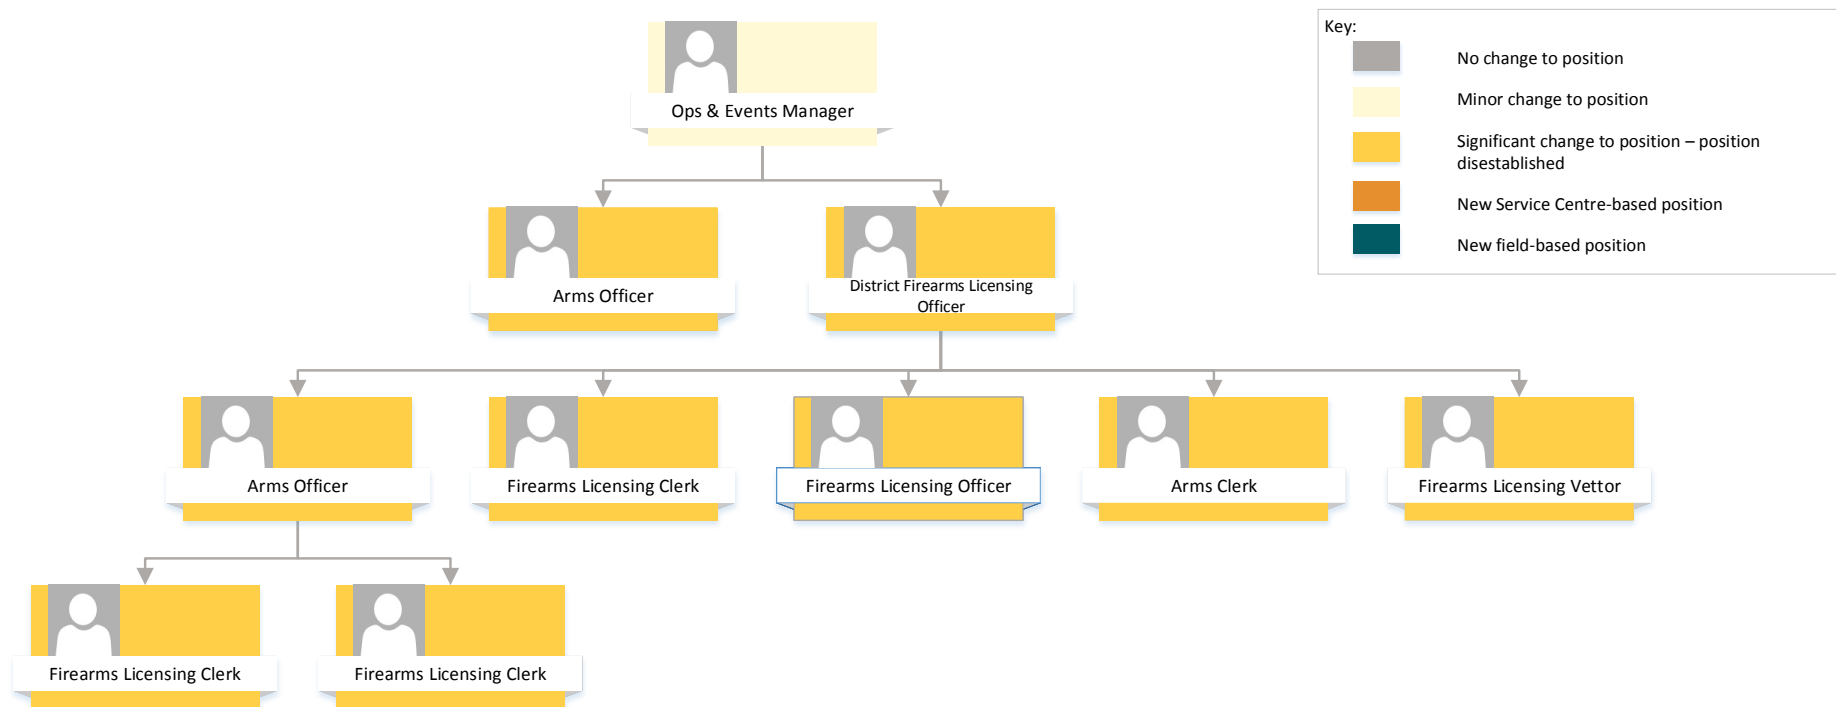 Key:
No change to position
Minor change to position
Significant change to position – position
disestablished
New Service Centre-based position
New field-based position
Ops & Events Manager
Arms Officer
District Firearms Licensing
Officer
Arms Officer
Firearms Licensing Clerk
Firearms Licensing Officer
Arms Clerk
Firearms Licensing Vettor
Firearms Licensing Clerk
Firearms Licensing Clerk